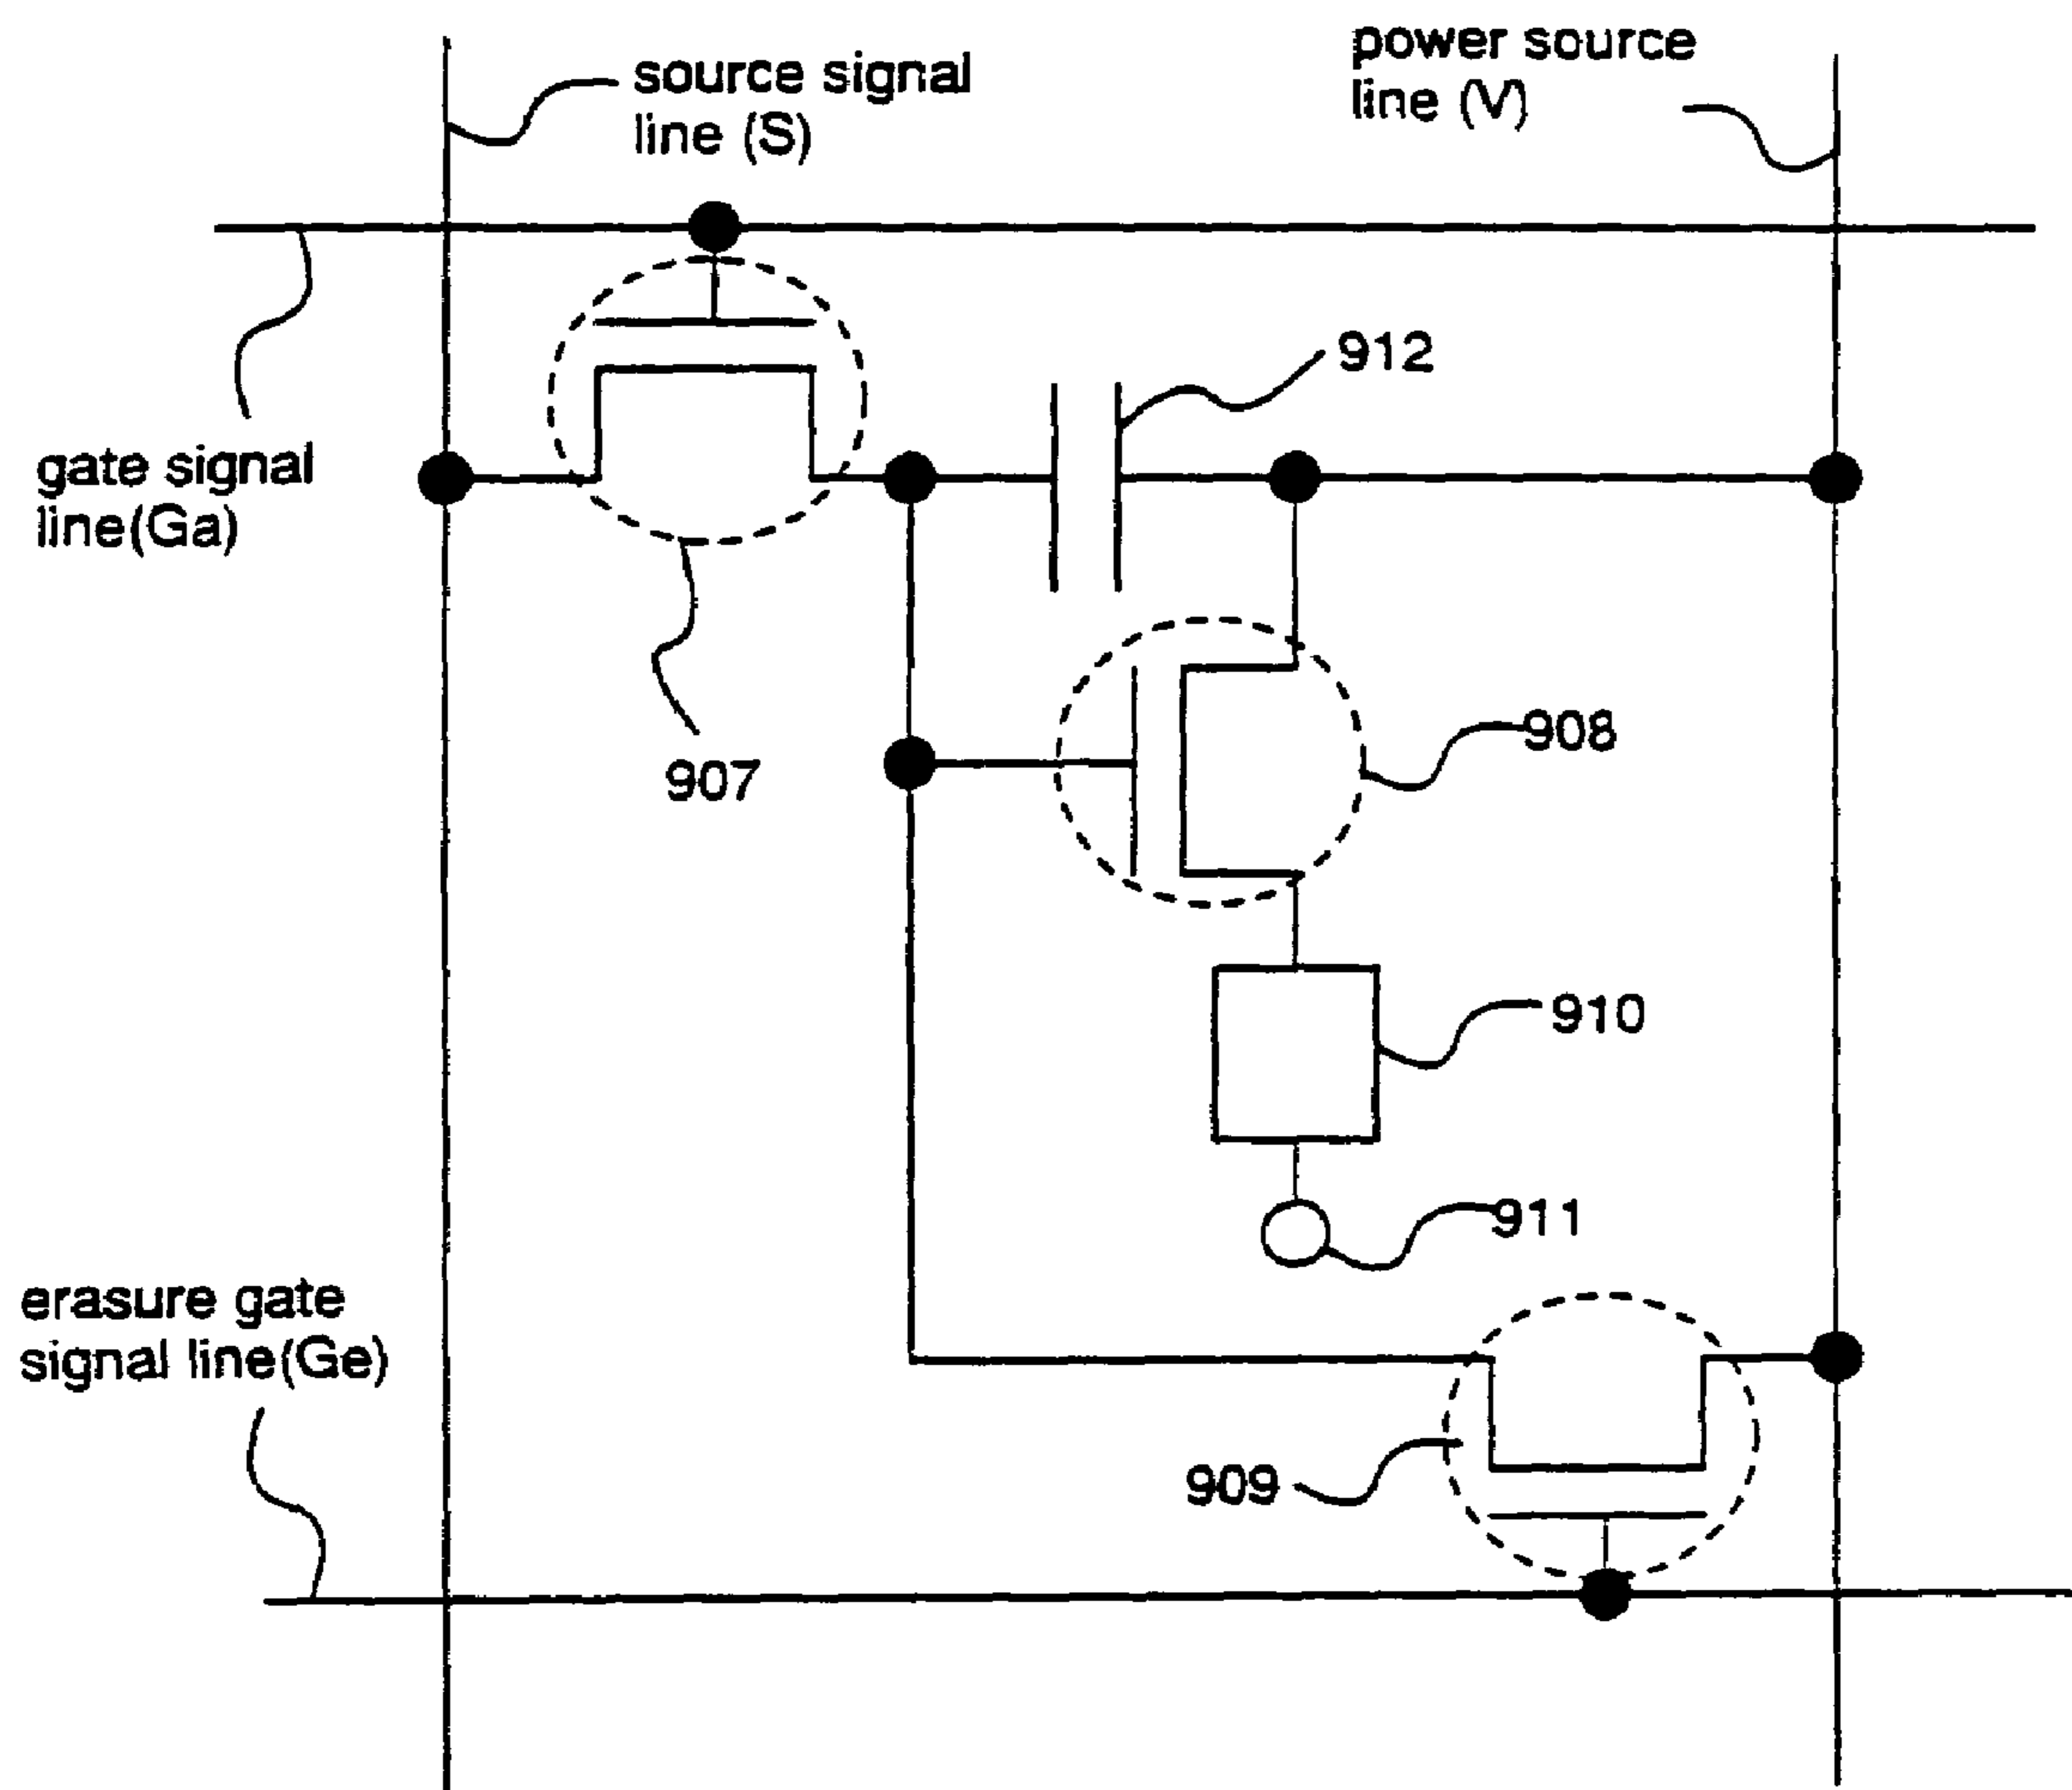 power source
line (V)
source signal
line (S)
912
gate signal
line(Ga)
908
907
910
911
erasure gate
signal line(Ge)
909